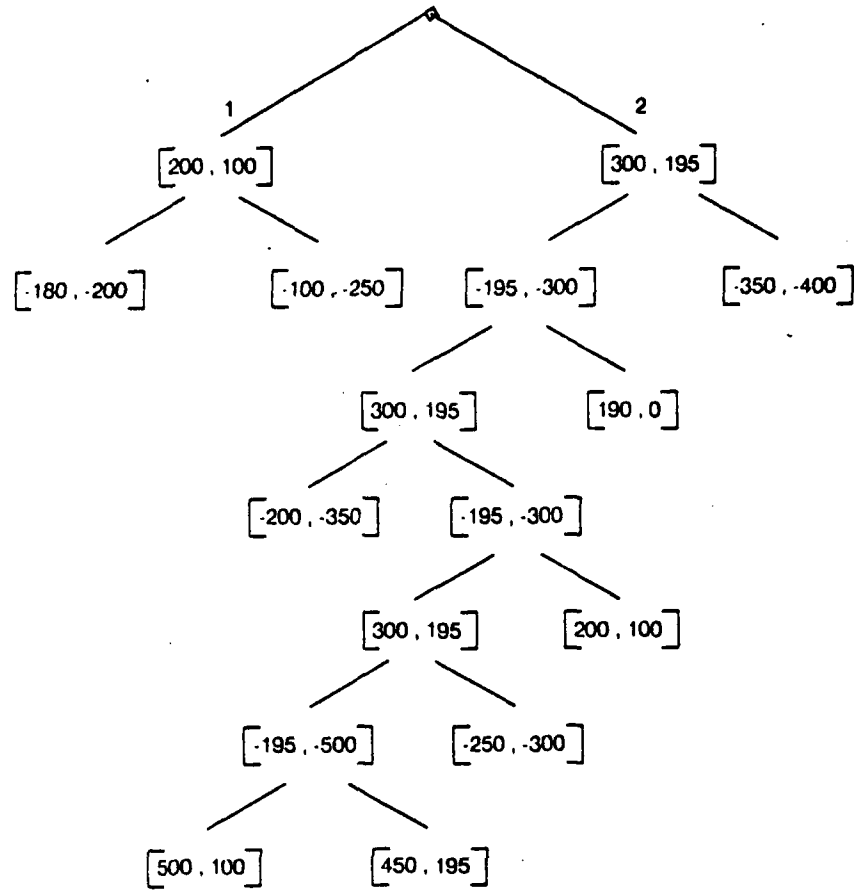 1 2
[200 , 100] [300 , 195]
[-180 , -200] [-100 , -250] [-195 , -300] [-350 , -400]
[300 , 195] [190 , 0]
[-200 , -350] [-195 , -300]
[300 , 195] [200 , 100]
[-195 , -500] [-250 , -300]
[500 , 100] [450 , 195]